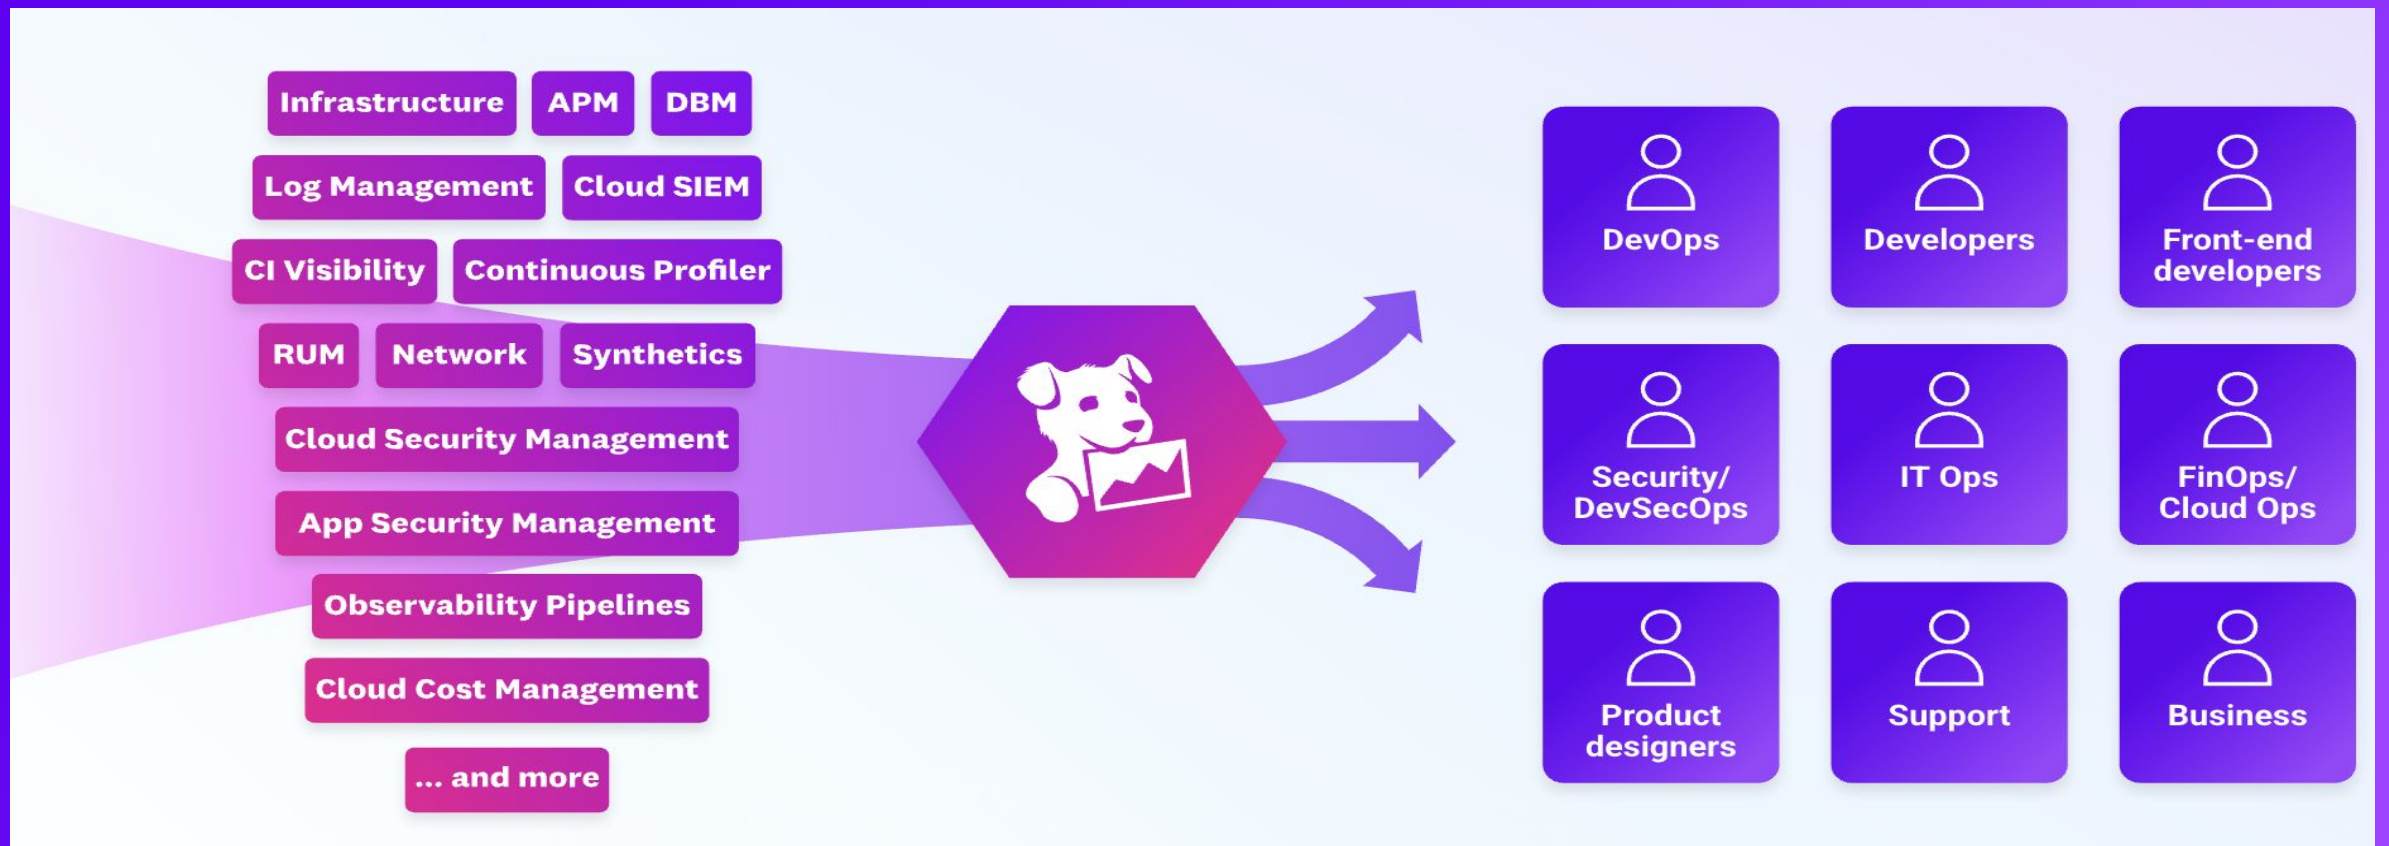 Infrastructure APM DBM
Log Management Cloud SIEM
CI Visibility Continuous Profiler
RUM Network Synthetics
Cloud Security Management
App Security Management
Observability Pipelines
Cloud Cost Management
... and more
DevOps
Developers
Front-end
developers
Security/
DevSecOps
IT Ops
FinOps/
Cloud Ops
Product
designers
Support
Business